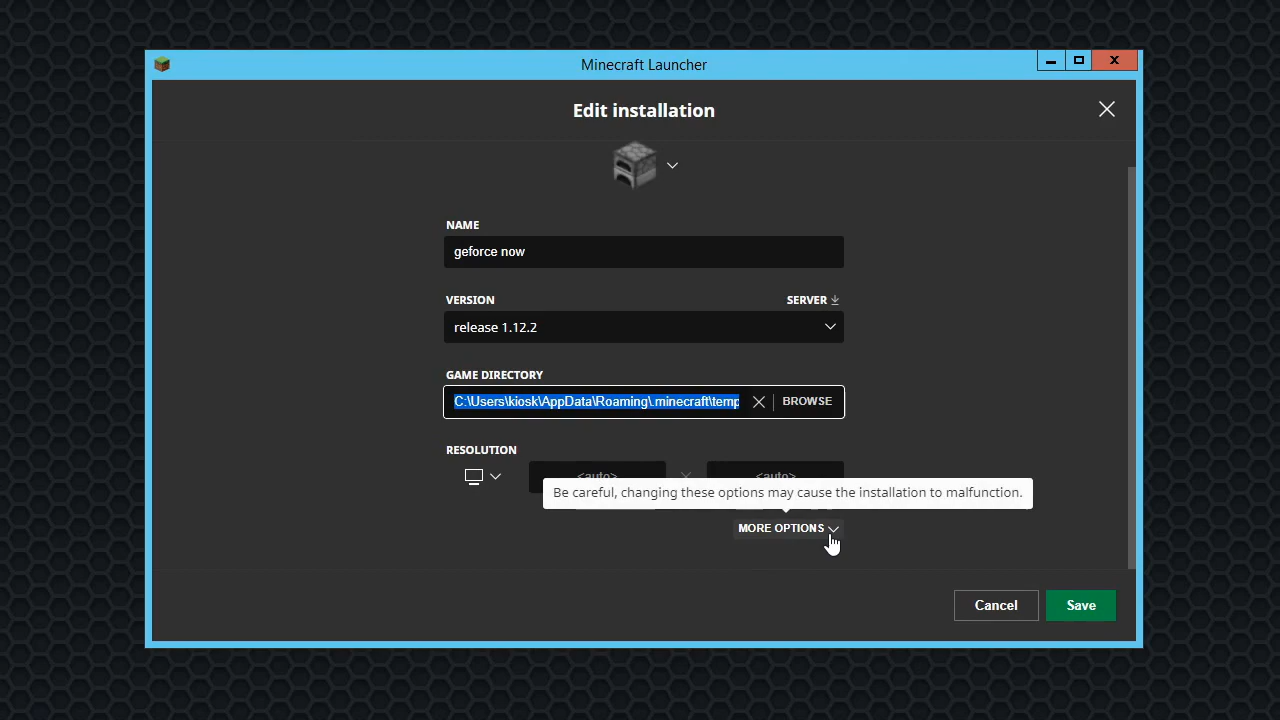 Minecraft Launcher
Edit installation
NAME
geforce now
VERSION
SERVER
release 1.12.2
GAME DIRECTORY
C:\Users\kiosk\AppData\Roaming\.minecraft\temp
BROWSE
RESOLUTION
<auto>
<auto>
Be careful, changing these options may cause the installation to malfunction.
MORE OPTIONS
Cancel
Save